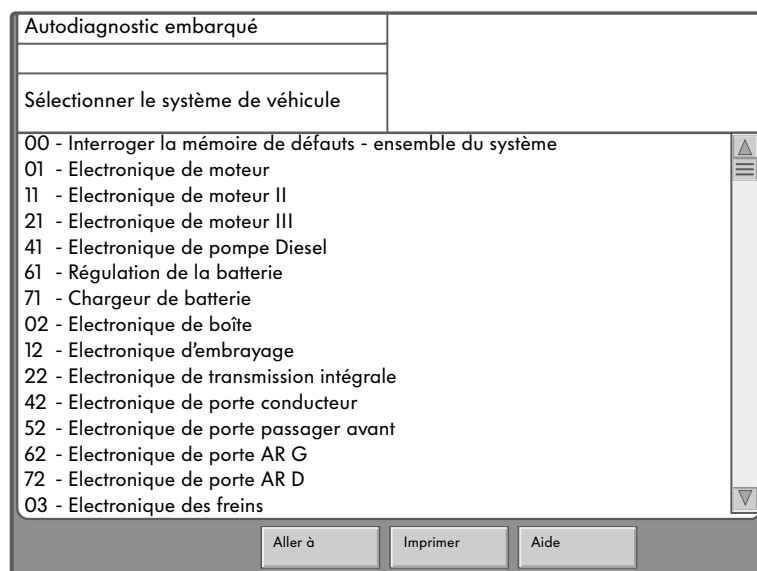 Autodiagnostic embarqué
Sélectionner le système de véhicule
00 - Interroger la mémoire de défauts - ensemble du système
01 - Electronique de moteur
11 - Electronique de moteur II
21 - Electronique de moteur III
41 - Electronique de pompe Diesel
61 - Régulation de la batterie
71 - Chargeur de batterie
02 - Electronique de boîte
12 - Electronique d'embrayage
22 - Electronique de transmission intégrale
42 - Electronique de porte conducteur
52 - Electronique de porte passager avant
62 - Electronique de porte AR G
72 - Electronique de porte AR D
03 - Electronique des freins
Aller à
Imprimer
Aide